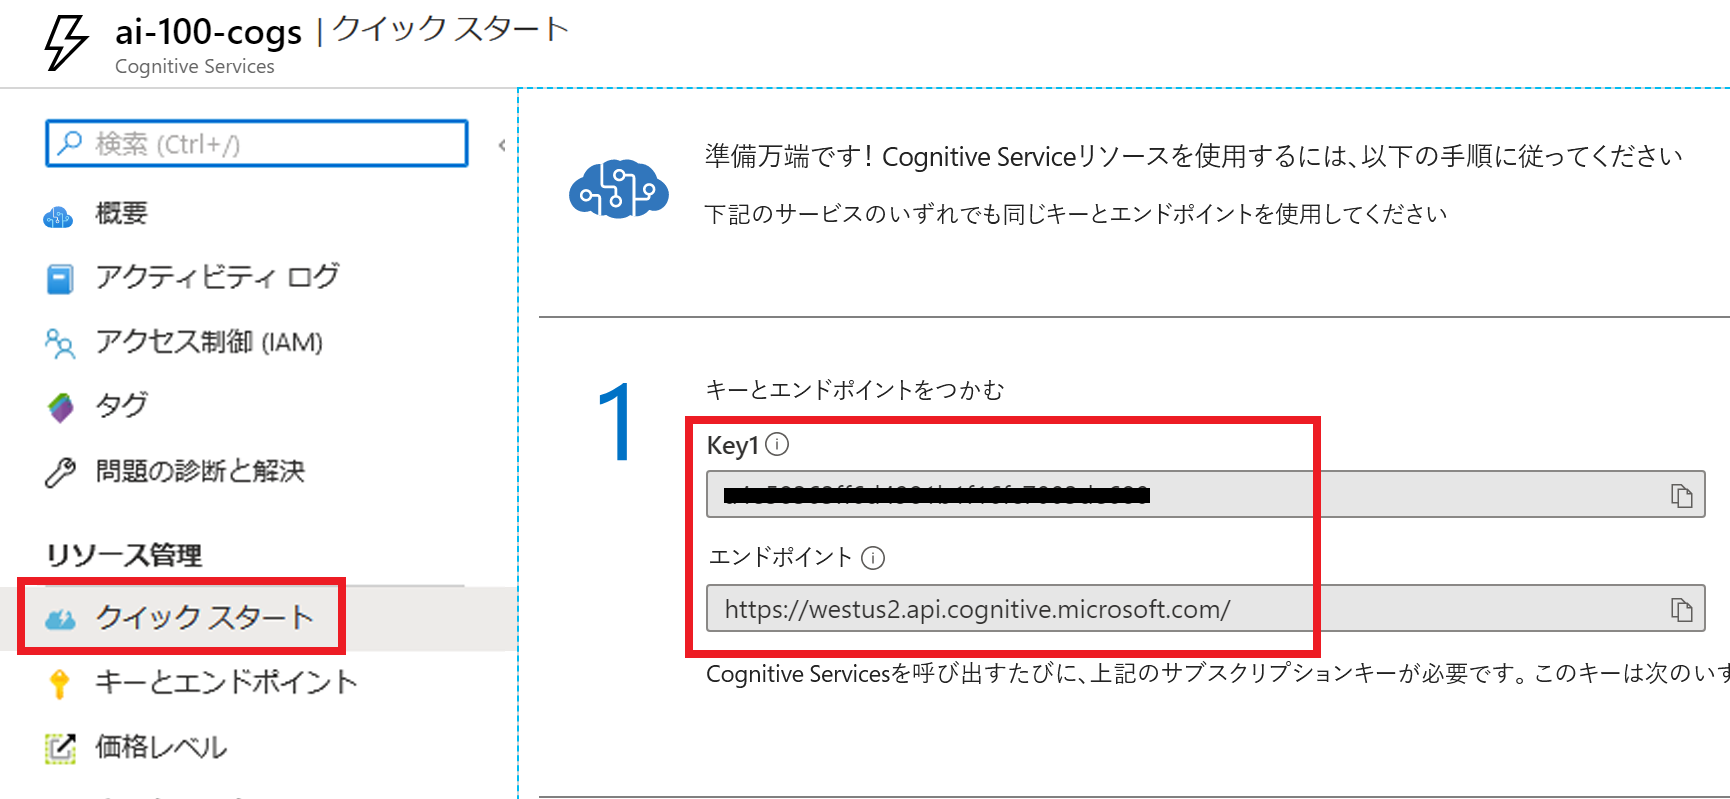 ai-100-cogs | クイック スタート
Cognitive Services
検索 (Ctrl+/)
概要
アクティビティ ログ
アクセス制御 (IAM)
タグ
問題の診断と解決
リソース管理
クイック スタート
キーとエンドポイント
価格レベル
準備万端です! Cognitive Serviceリソースを使用するには、以下の手順に従ってください
下記のサービスのいずれでも同じキーとエンドポイントを使用してください
1
キーとエンドポイントをつかむ
Key1
エンドポイント
https://westus2.api.cognitive.microsoft.com/
Cognitive Servicesを呼び出すたびに、上記のサブスクリプションキーが必要です。このキーは次のいす